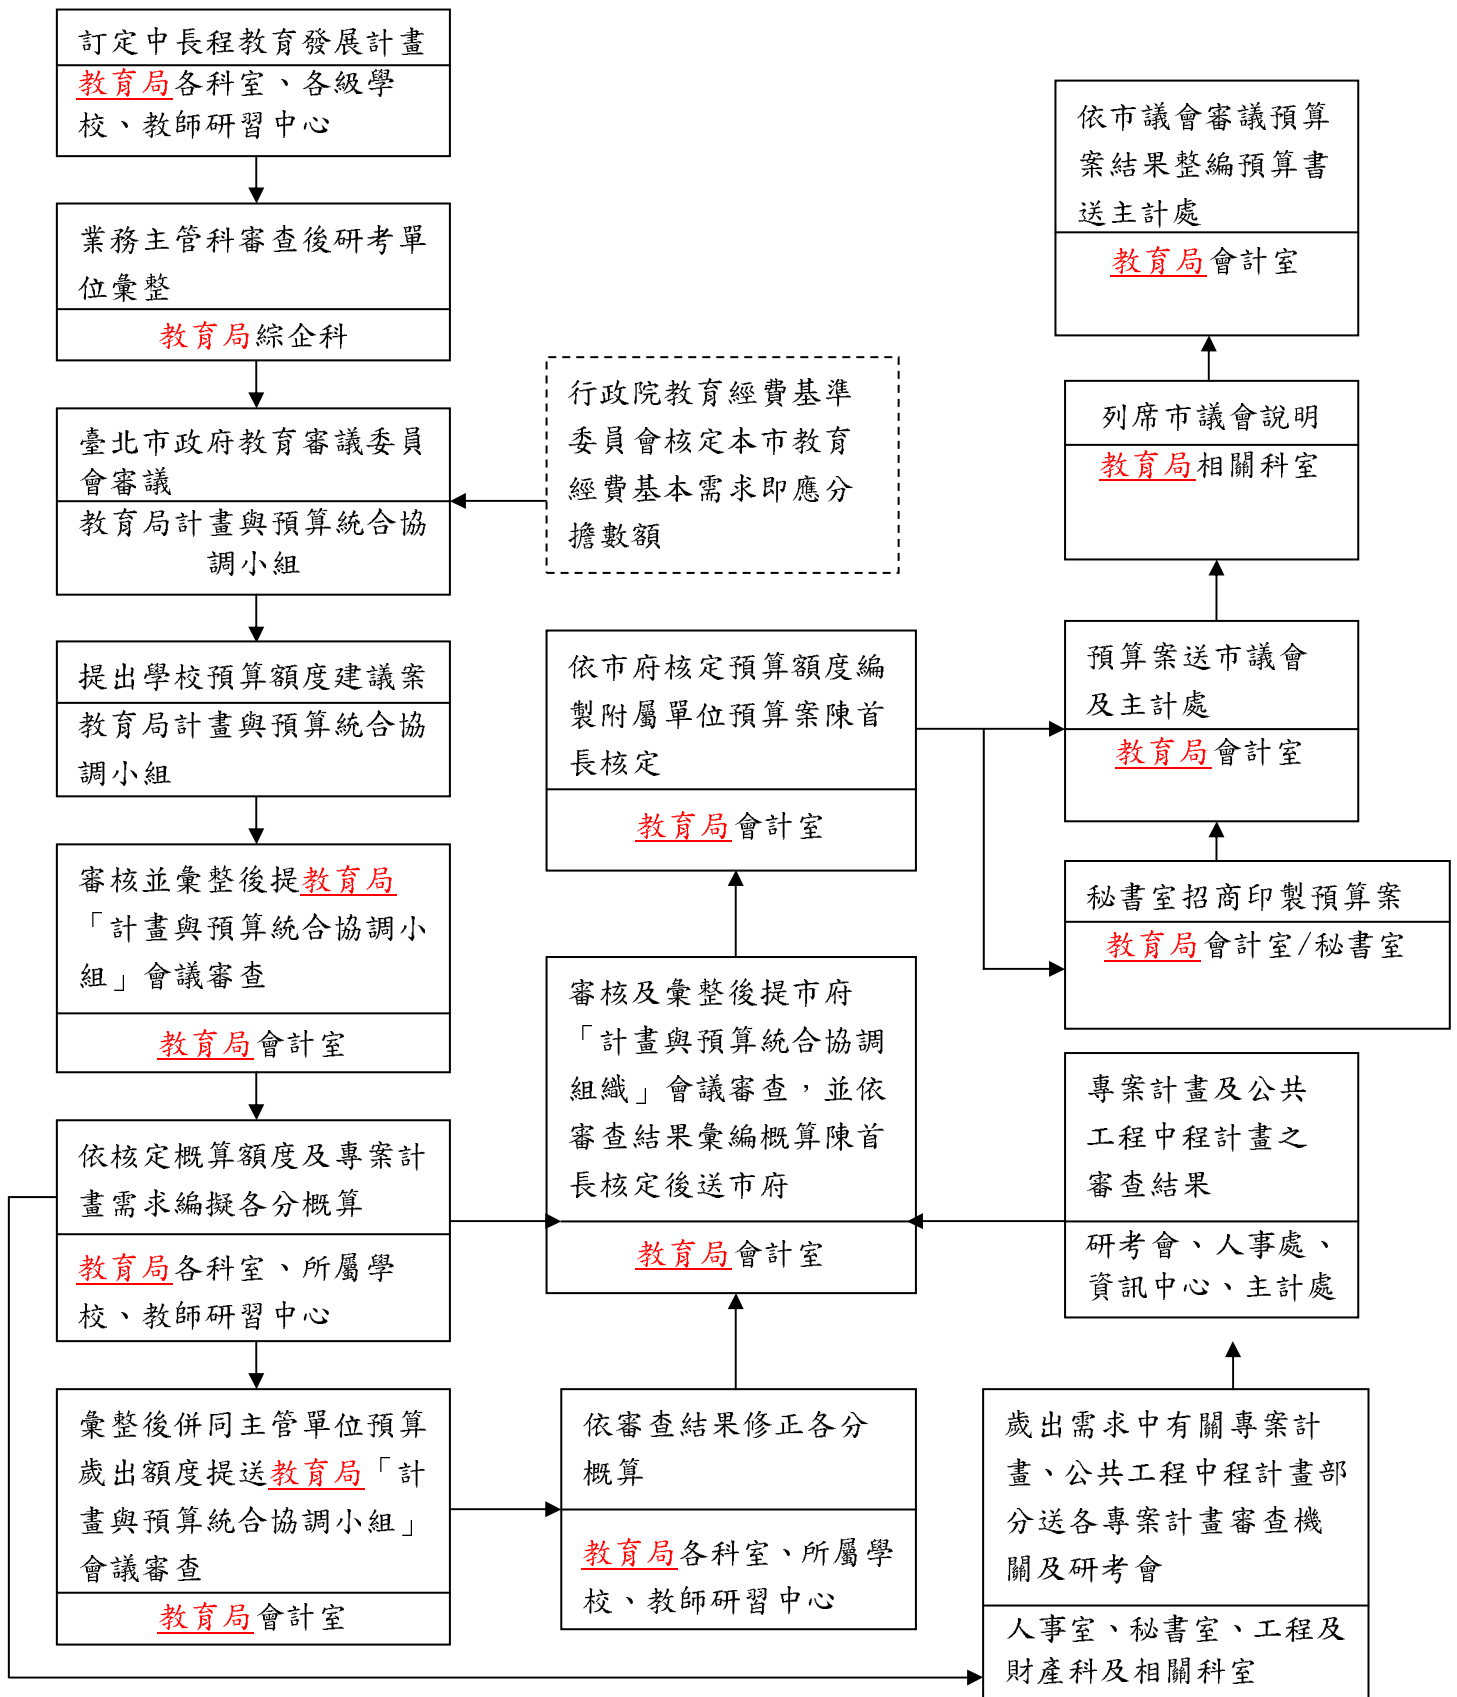 訂定中長程教育發展計畫
教育局各科室、各級學
校、教師研習中心
業務主管科審查後研考單
位彙整
教育局綜企科
臺北市政府教育審議委員
會審議
教育局計畫與預算統合協
調小組
行政院教育經費基準
委員會核定本市教育
經費基本需求即應分
擔數額
提出學校預算額度建議案
教育局計畫與預算統合協
調小組
審核並彙整後提教育局
「計畫與預算統合協調小
組」會議審查
教育局會計室
依核定概算額度及專案計
畫需求編擬各分概算
教育局各科室、所屬學
校、教師研習中心
彙整後併同主管單位預算
歲出額度提送教育局「計
畫與預算統合協調小組」
會議審查
教育局會計室
依審查結果修正各分
概算
教育局各科室、所屬學
校、教師研習中心
審核及彙整後提市府
「計畫與預算統合協調
組織」會議審查，並依
審查結果彙編概算陳首
長核定後送市府
教育局會計室
依市府核定預算額度編
製附屬單位預算案陳首
長核定
教育局會計室
依市議會審議預算
案結果整編預算書
送主計處
教育局會計室
列席市議會說明
教育局相關科室
預算案送市議會
及主計處
教育局會計室
秘書室招商印製預算案
教育局會計室/秘書室
專案計畫及公共
工程中程計畫之
審查結果
研考會、人事處、
資訊中心、主計處
歲出需求中有關專案計
畫、公共工程中程計畫部
分送各專案計畫審查機
關及研考會
人事室、秘書室、工程及
財產科及相關科室